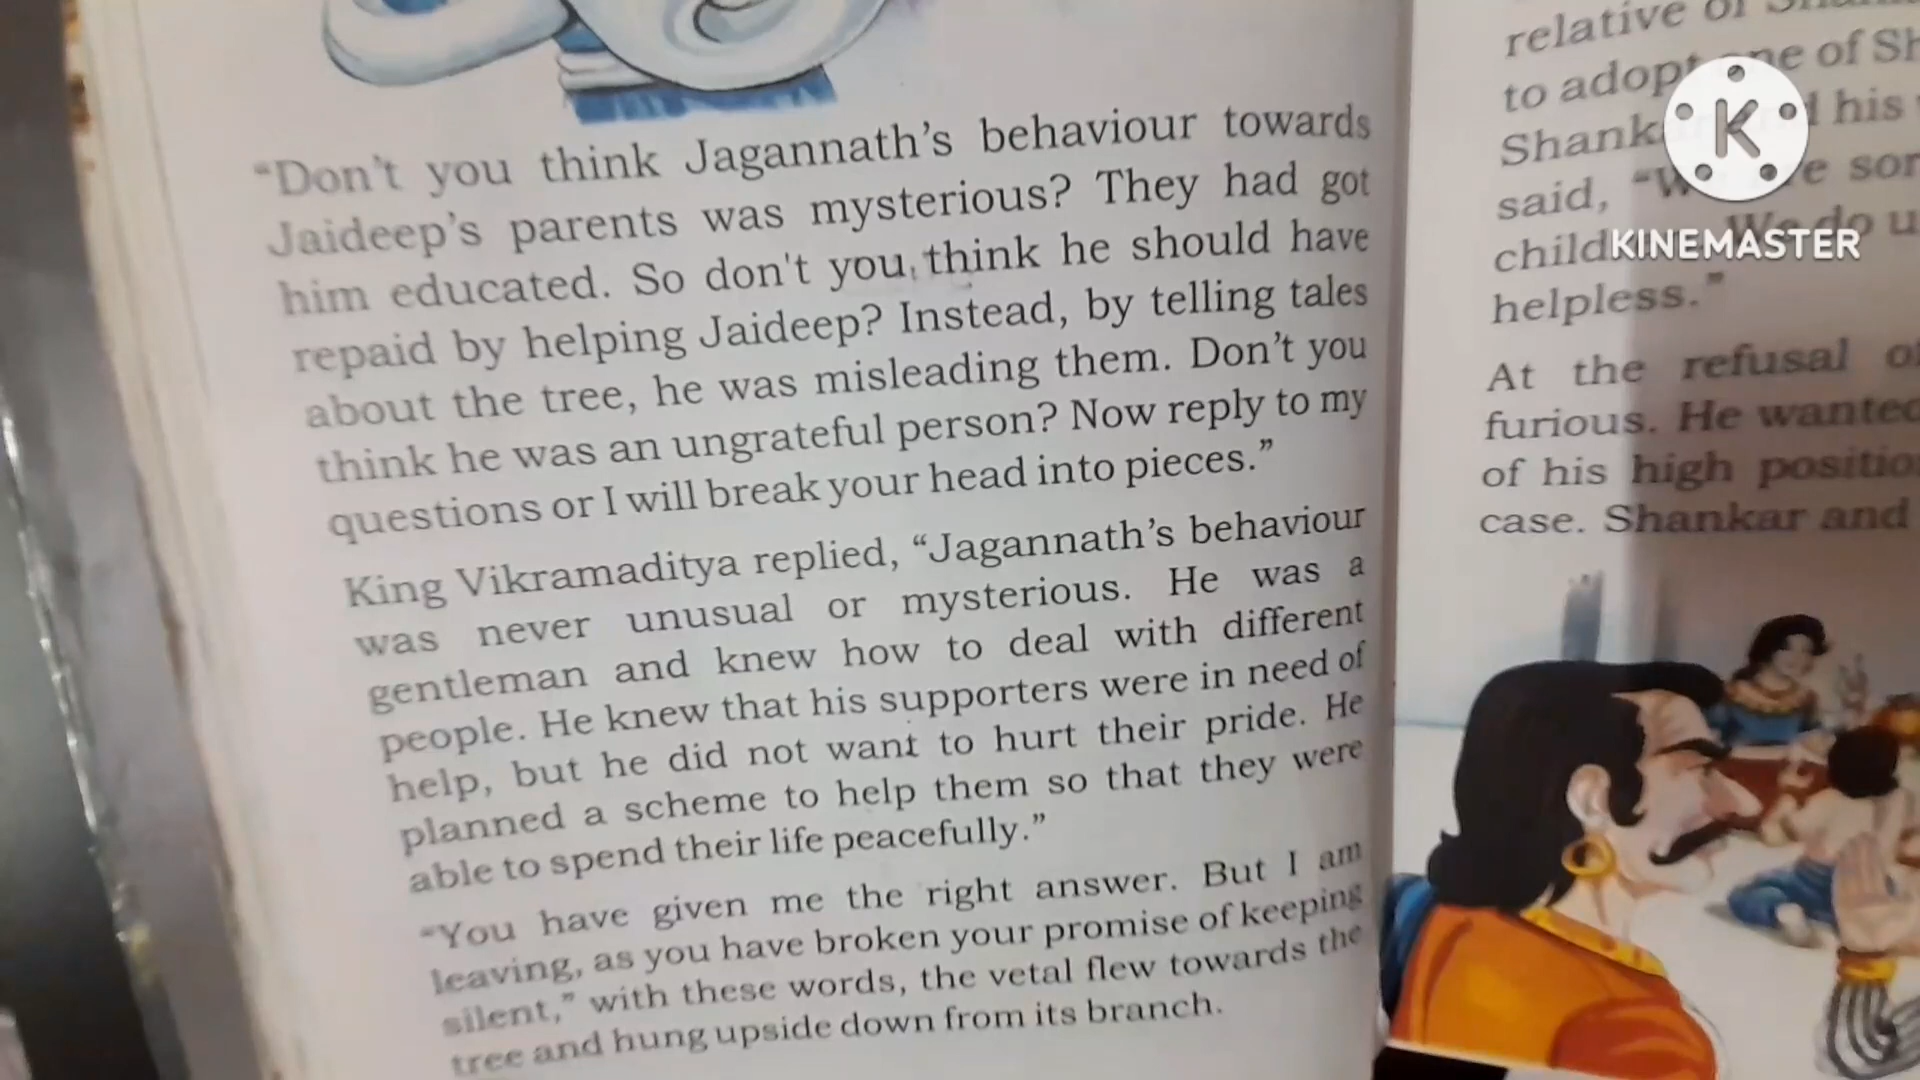 “Don’t you think Jagannath’s behaviour towards
Jaideep’s parents was mysterious? They had got
him educated. So don't you think he should have
repaid by helping Jaideep? Instead, by telling tales
about the tree, he was misleading them. Don’t you
think he was an ungrateful person? Now reply to my
questions or I will break your head into pieces.”
King Vikramaditya replied, “Jagannath’s behaviour
was never unusual or mysterious. He was a
gentleman and knew how to deal with different
people. He knew that his supporters were in need of
help, but he did not want to hurt their pride. He
planned a scheme to help them so that they were
able to spend their life peacefully.”
“You have given me the right answer. But I am
leaving, as you have broken your promise of keeping
silent,” with these words, the vetal flew towards the
tree and hung upside down from its branch.
relative of
to adopt of
his
said,
do
helpless.”
At the refusal
furious. He wanted
of his high
case. Shankar and
K
KINEMASTER